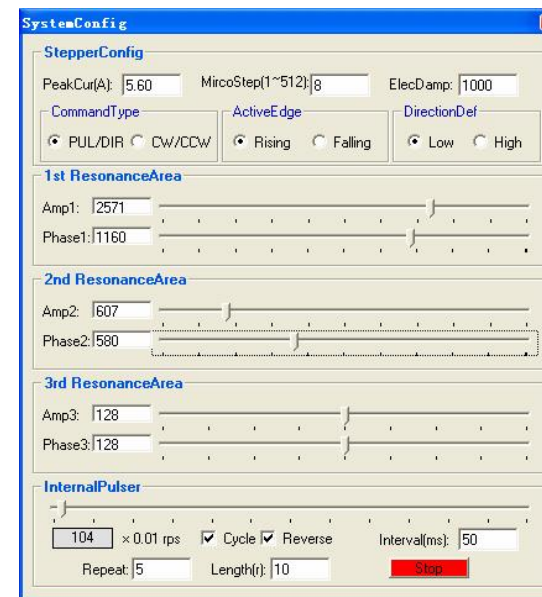 SystemConfig
StepperConfig
PeakCur(A): 5.60 MircoStep(1~512): 8 ElecDamp: 1000
CommandType ActiveEdge DirectionDef
PUL/DIR CW/CCW Rising Falling Low High
1st ResonanceArea
Amp1: 2571
Phase1: 1160
2nd ResonanceArea
Amp2: 607
Phase2: 580
3rd ResonanceArea
Amp3: 128
Phase3: 128
InternalPulser
104 × 0.01 rps Cycle Reverse Interval(ms): 50
Repeat: 5 Length(r): 10 Stop